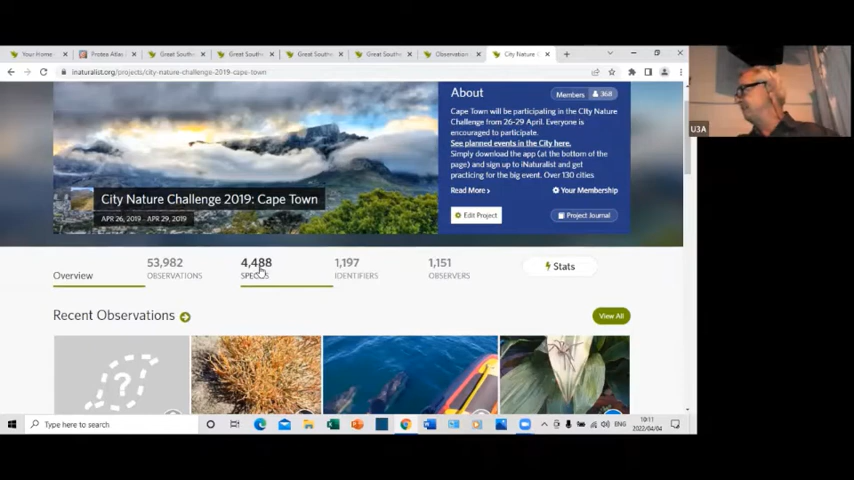 Your Home
Protea Atlas
Great South
Great South
Great South
Great South
Observation
City Nature
inaturalist.org/projects/city-nature-challenge-2019-cape-town
About
Members 368
Cape Town will be participating in the City Nature
Challenge from 26-29 April. Everyone is
encouraged to participate.
See planned events in the City here.
Simply download the app (at the bottom of the
page) and sign up to iNaturalist and get
practicing for the big event. Over 130 cities
Read More >
Your Membership
Edit Project
Project Journal
City Nature Challenge 2019: Cape Town
APR 26, 2019 - APR 29, 2019
U3A
Overview
53,982
OBSERVATIONS
4,488
SPECIES
1,197
IDENTIFIERS
1,151
OBSERVERS
Stats
Recent Observations
View All
?
Type here to search
ENG
10:11
2022/04/04